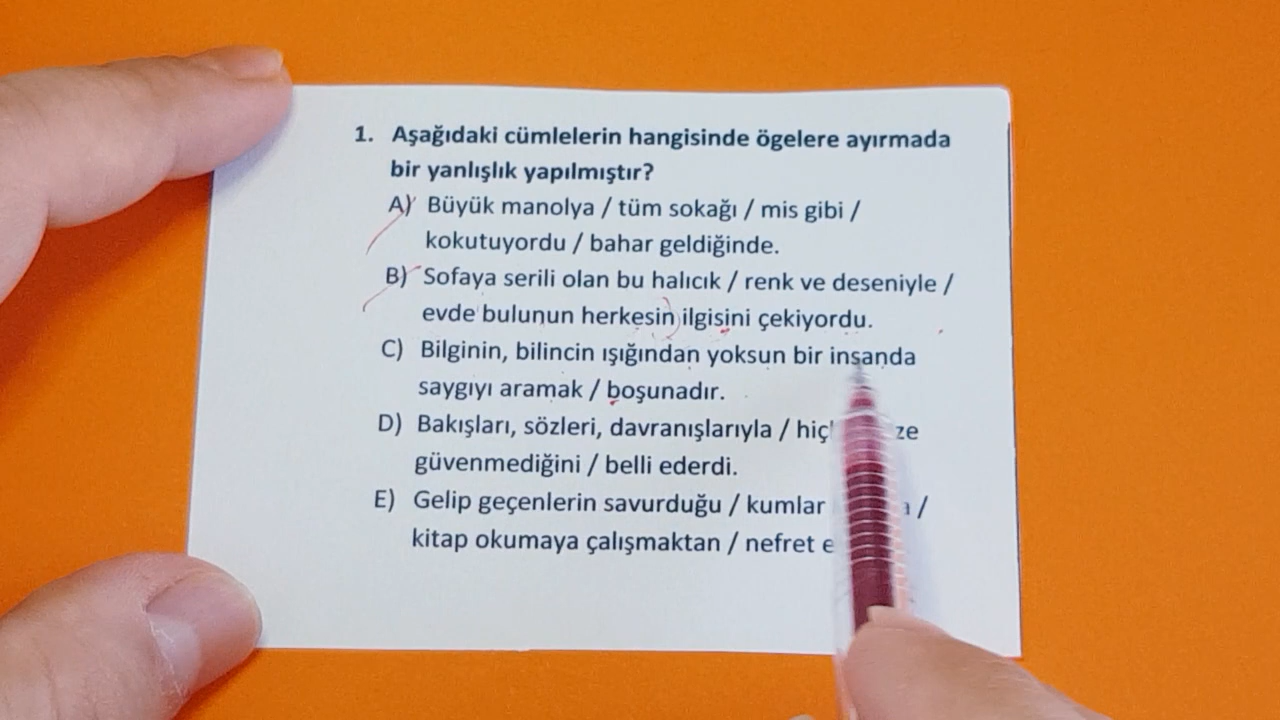 1. Aşağıdaki cümlelerin hangisinde ögelere ayırmada
bir yanlışlık yapılmıştır?
A) Büyük manolya / tüm sokağı / mis gibi /
kokutuyordu / bahar geldiğinde.
B) Sofaya serili olan bu halıcık / renk ve deseniyle /
evde bulunun herkesin ilgisini çekiyordu.
C) Bilginin, bilincin ışığından yoksun bir insanda
saygıyı aramak / boşunadır.
D) Bakışları, sözleri, davranışlarıyla /
güvenmediğini / belli ederdi.
E) Gelip geçenlerin savurduğu / kumlar /
kitap okumaya çalışmaktan / nefret